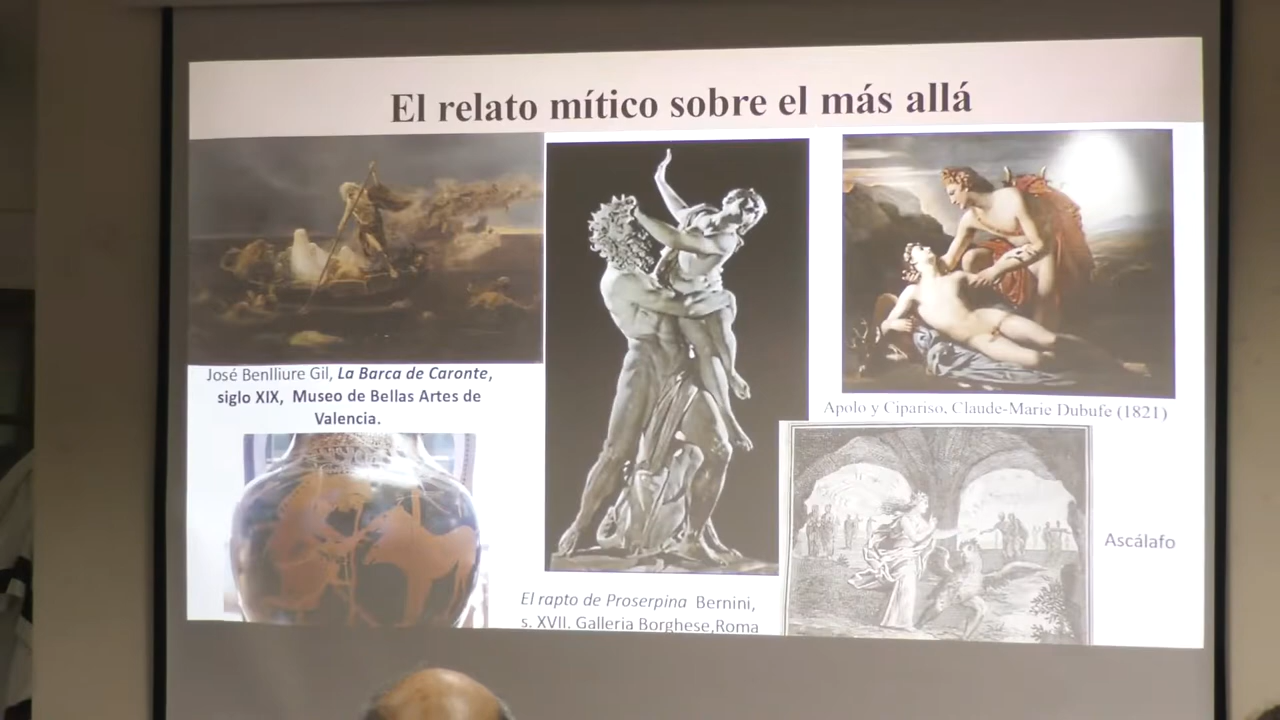 El relato mítico sobre el más allá
José Benlliure Gil, La Barca de Caronte,
siglo XIX, Museo de Bellas Artes de
Valencia.
Apolo y Cipariso, Claude-Marie Dubufe (1821)
Ascálafo
El rapto de Proserpina Bernini,
s. XVII. Galleria Borghese,Roma